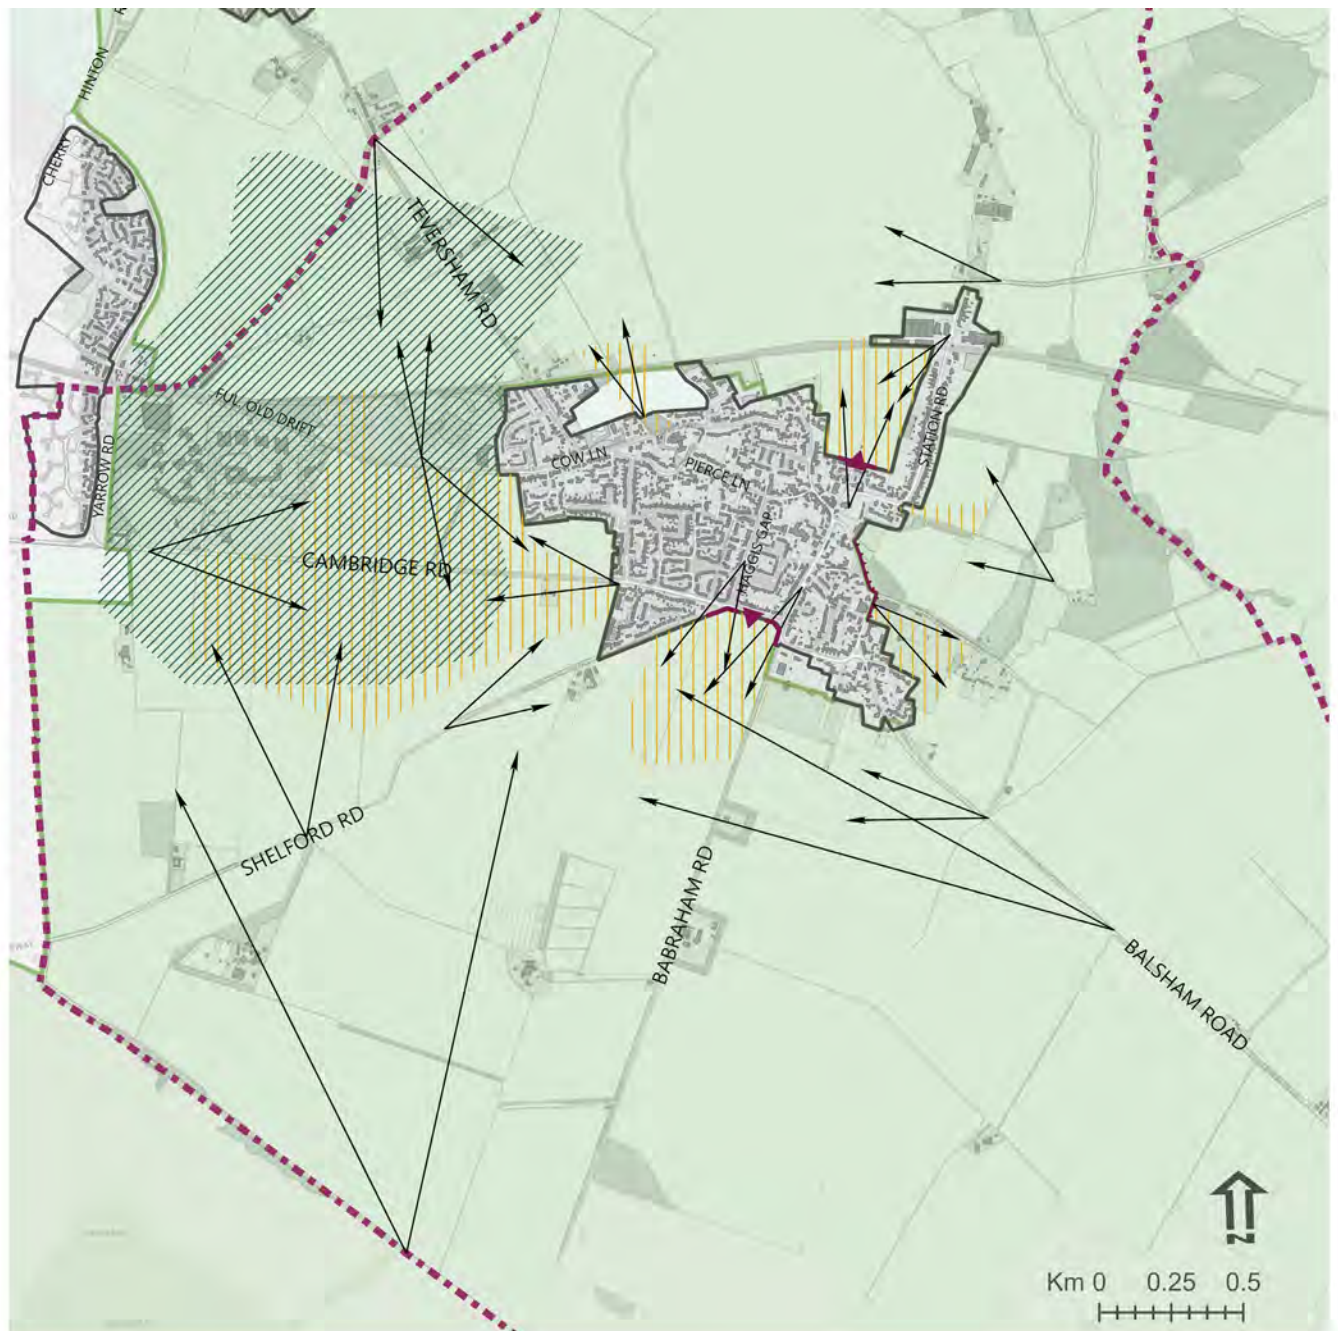 HINTON
CHERRY
TEVERSHAM RD
FUL OLD DRIFT
YARROW RD
COW LN
PIERCE LN
STATION RD
HAGGIS GAP
CAMBRIDGE RD
SHELFORD RD
BABRAHAM RD
BALSHAM ROAD
N
Km 0 0.25 0.5